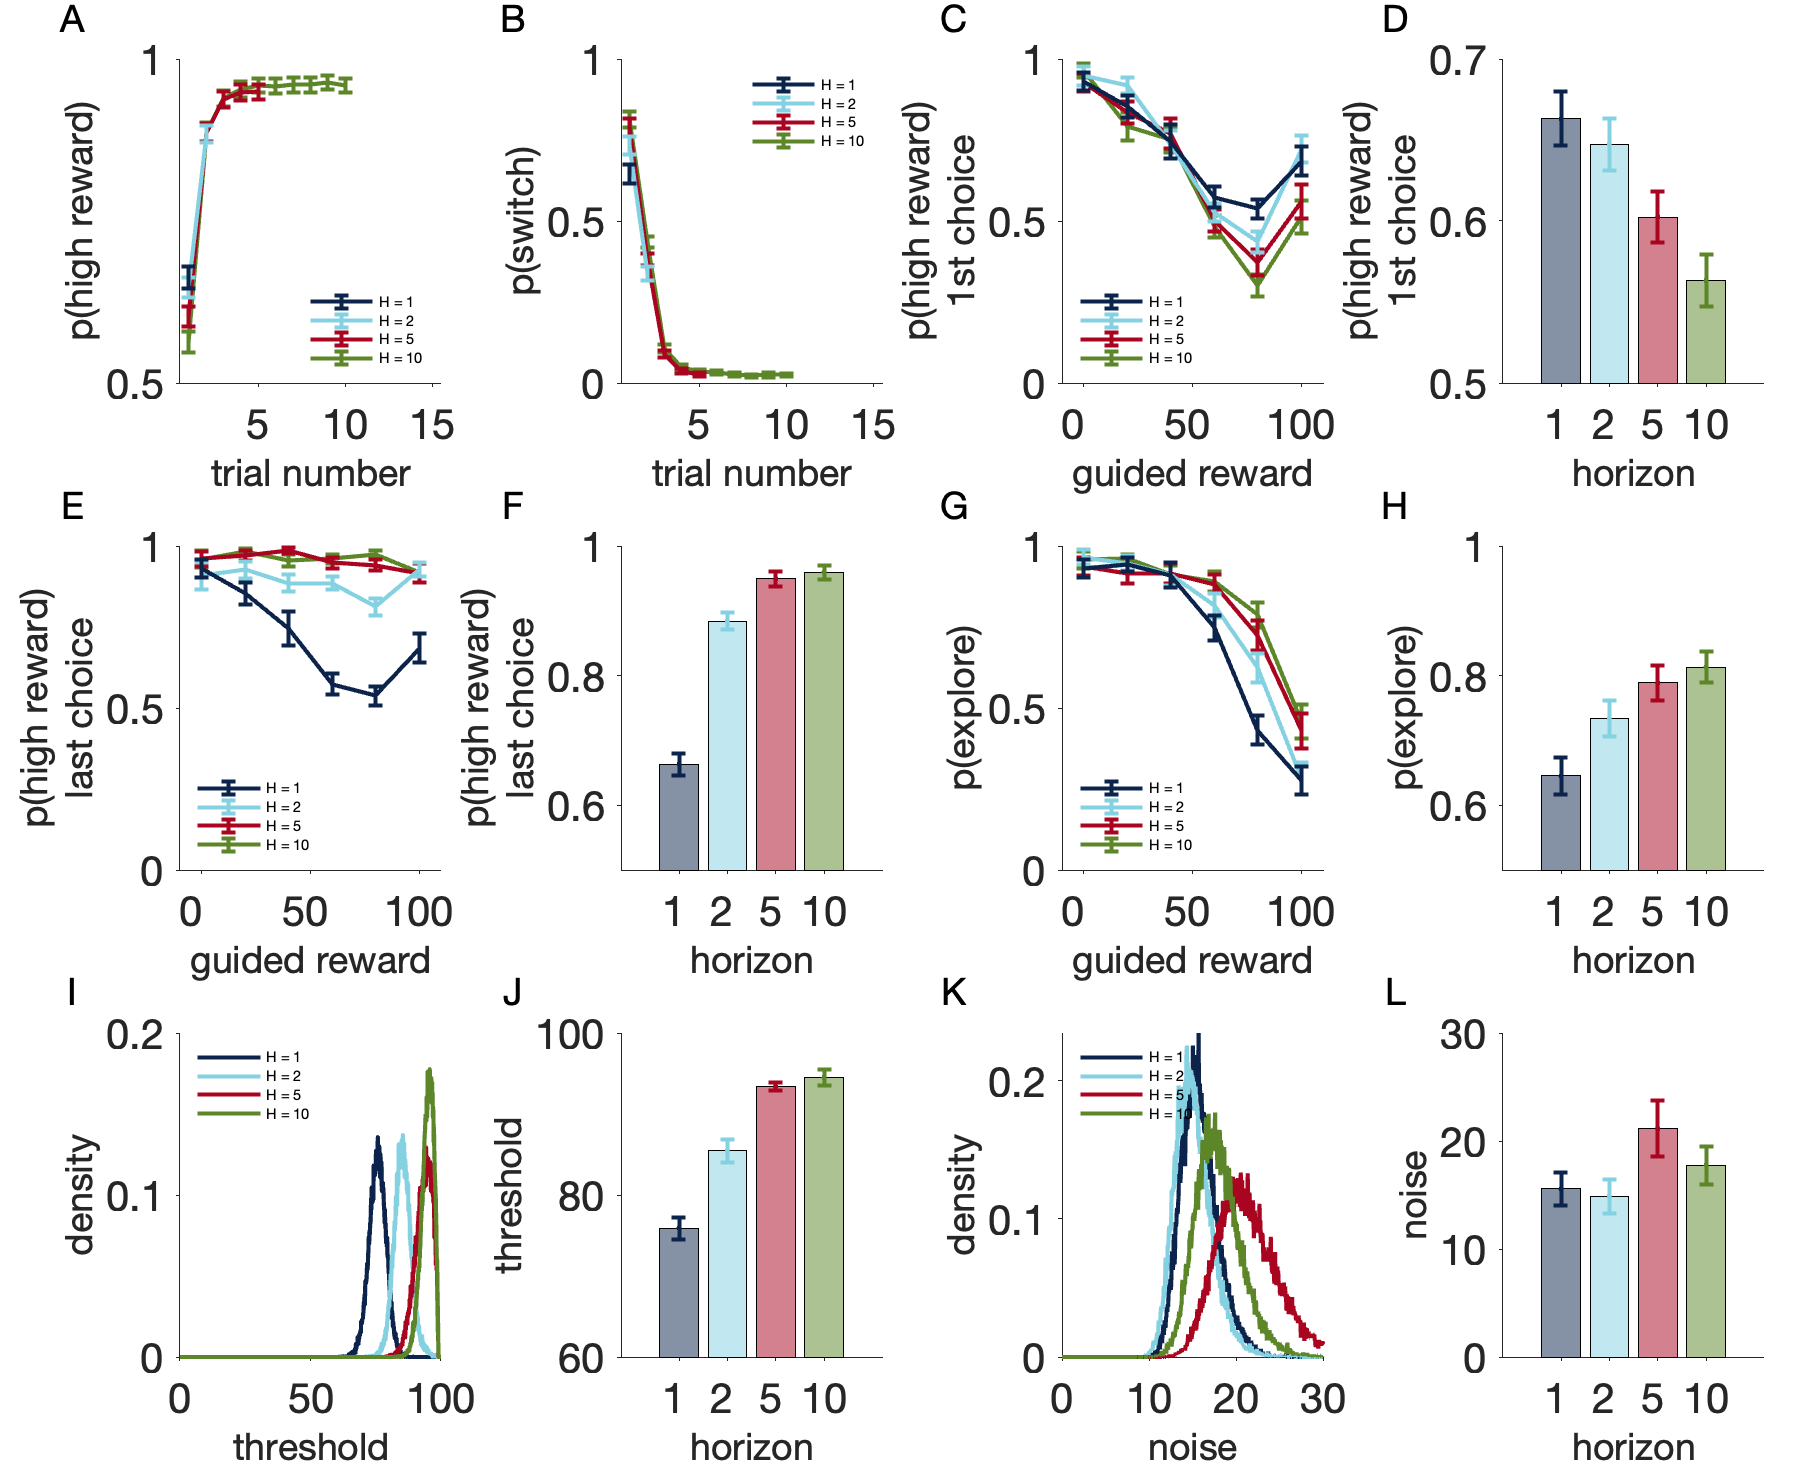 A
p(high reward)
1
0.5
5 10 15
trial number
H = 1
H = 2
H = 5
H = 10
B
p(switch)
1
0.5
0
5 10 15
trial number
H = 1
H = 2
H = 5
H = 10
C
p(high reward)
1st choice
1
0.5
0
0 50 100
guided reward
H = 1
H = 2
H = 5
H = 10
D
p(high reward)
1st choice
0.7
0.6
0.5
1 2 5 10
horizon
E
p(high reward)
last choice
1
0.5
0
0 50 100
guided reward
H = 1
H = 2
H = 5
H = 10
F
p(high reward)
last choice
1
0.8
0.6
1 2 5 10
horizon
G
p(explore)
1
0.5
0
0 50 100
guided reward
H = 1
H = 2
H = 5
H = 10
H
p(explore)
1
0.8
0.6
1 2 5 10
horizon
I
density
0.2
0.1
0
0 50 100
threshold
H = 1
H = 2
H = 5
H = 10
J
threshold
100
80
60
1 2 5 10
horizon
K
density
0.2
0.1
0
0 10 20 30
noise
H = 1
H = 2
H = 5
H = 10
L
noise
30
20
10
0
1 2 5 10
horizon